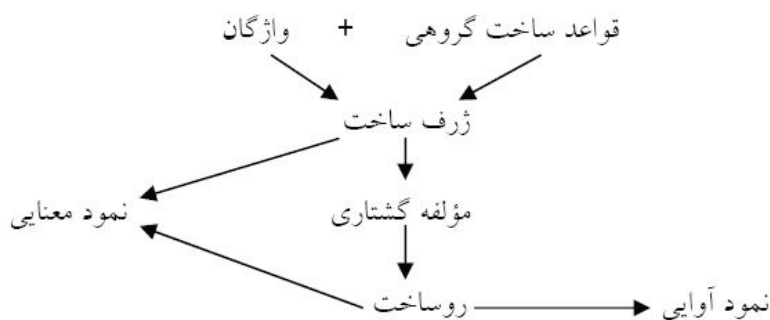 قواعد ساخت گروهی + واژگان
ژرف ساخت
نمود معنایی
مؤلفه گشتاری
روساخت
نمود آوایی